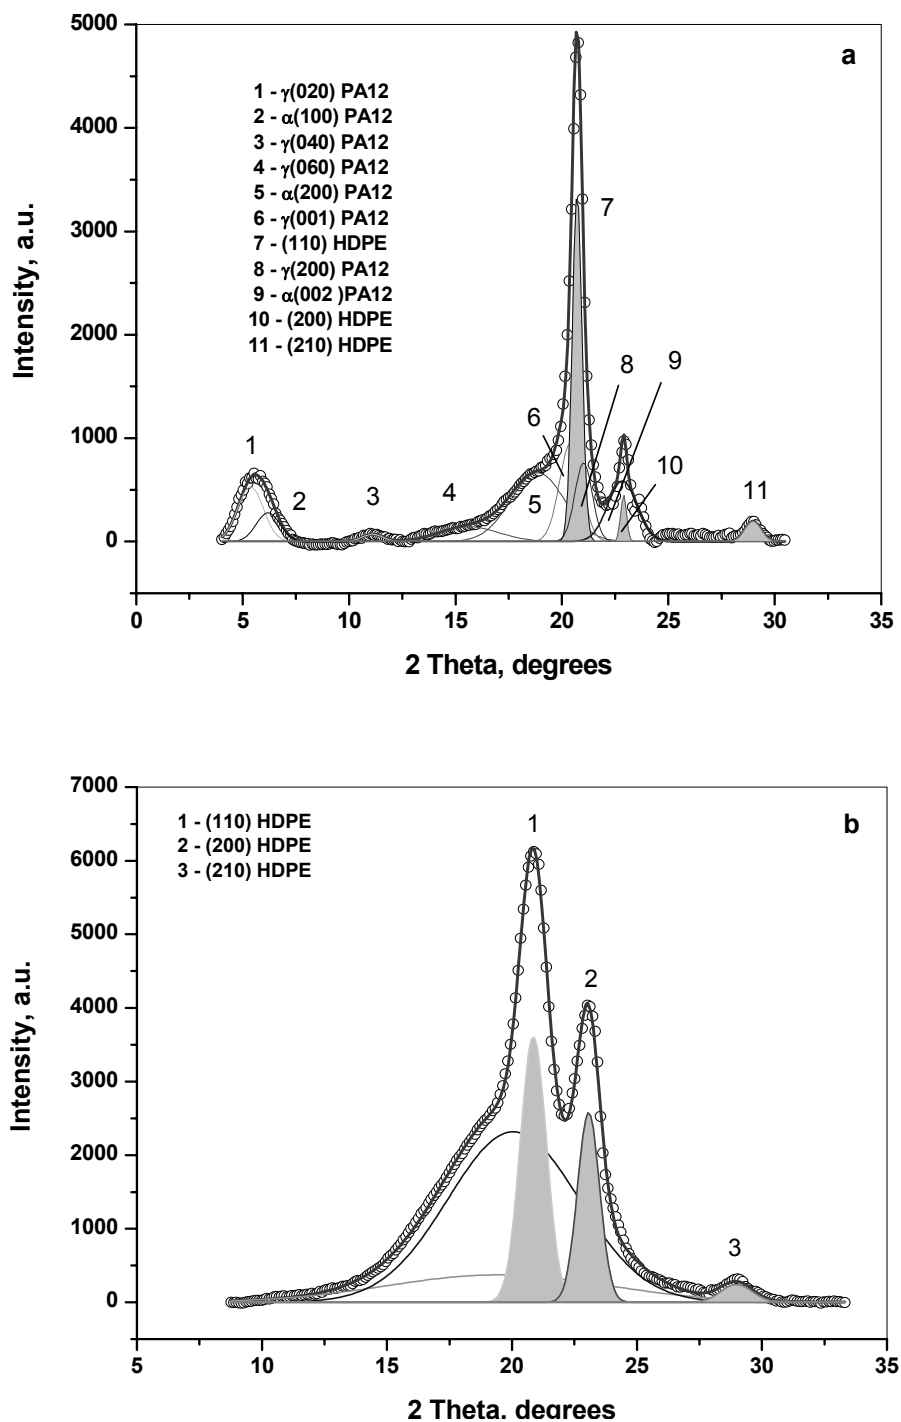 a
5000
4000
3000
2000
1000
0
Intensity, a.u.
1 - γ(020) PA12
2 - α(100) PA12
3 - γ(040) PA12
4 - γ(060) PA12
5 - α(200) PA12
6 - γ(001) PA12
7 - (110) HDPE
8 - γ(200) PA12
9 - α(002 )PA12
10 - (200) HDPE
11 - (210) HDPE
1
2
3
4
5
6
7
8
9
10
11
0 5 10 15 20 25 30 35
2 Theta, degrees
b
7000
6000
5000
4000
3000
2000
1000
0
Intensity, a.u.
1 - (110) HDPE
2 - (200) HDPE
3 - (210) HDPE
1
2
3
5 10 15 20 25 30 35
2 Theta, degrees